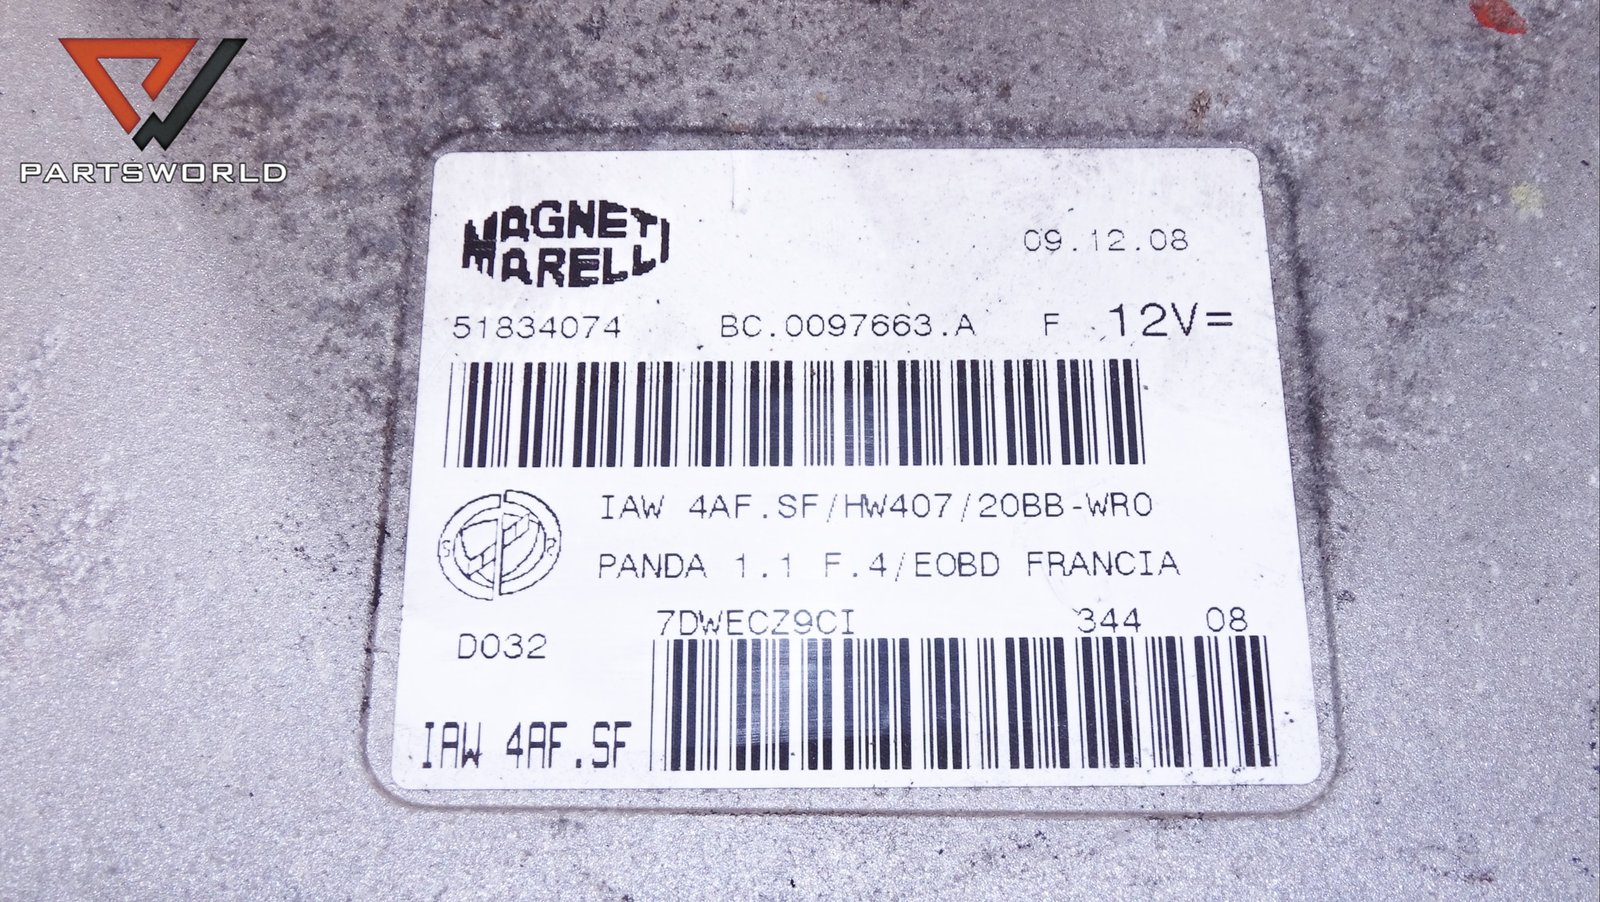 PARTSWORLD
MAGNETI
MARELLI
09.12.08
51834074 BC.0097663.A F 12V=
IAW 4AF.SF/HW407/20BB-WR0
PANDA 1.1 F.4/EOBD FRANCIA
7DWECZ9CI 344 08
D032
IAW 4AF.SF